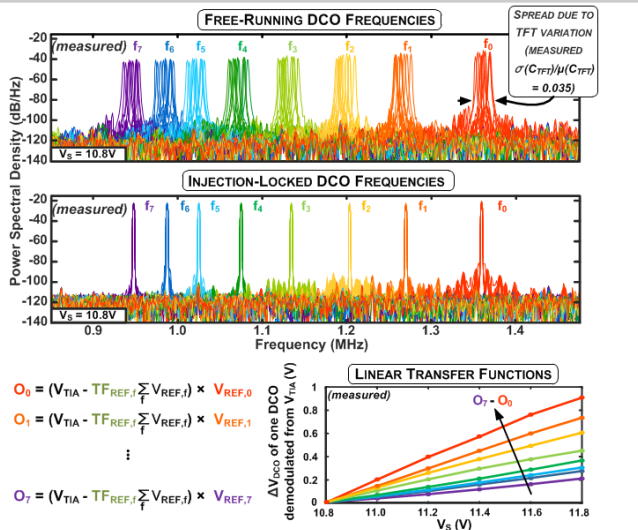 FREE-RUNNING DCO FREQUENCIES
SPREAD DUE TO
TFT VARIATION
(MEASURED
σ(C_TFT)/μ(C_TFT)
= 0.035)
(measured)
f7 f6 f5 f4 f3 f2 f1 f0
-20
-40
-60
-80
-100
-120
-140
VS = 10.8V
INJECTION-LOCKED DCO FREQUENCIES
Power Spectral Density (dB/Hz)
(measured)
f7 f6 f5 f4 f3 f2 f1 f0
-20
-40
-60
-80
-100
-120
-140
VS = 10.8V
0.9 1.0 1.1 1.2 1.3 1.4
Frequency (MHz)
O0 = (VTIA - TFREF,f∑f VREF,f) × VREF,0
O1 = (VTIA - TFREF,f∑f VREF,f) × VREF,1
⋮
O7 = (VTIA - TFREF,f∑f VREF,f) × VREF,7
LINEAR TRANSFER FUNCTIONS
(measured)
O7 - O0
ΔVDCO of one DCO
demodulated from VTIA (V)
1
0.8
0.6
0.4
0.2
0
10.8 11.0 11.2 11.4 11.6 11.8
VS (V)